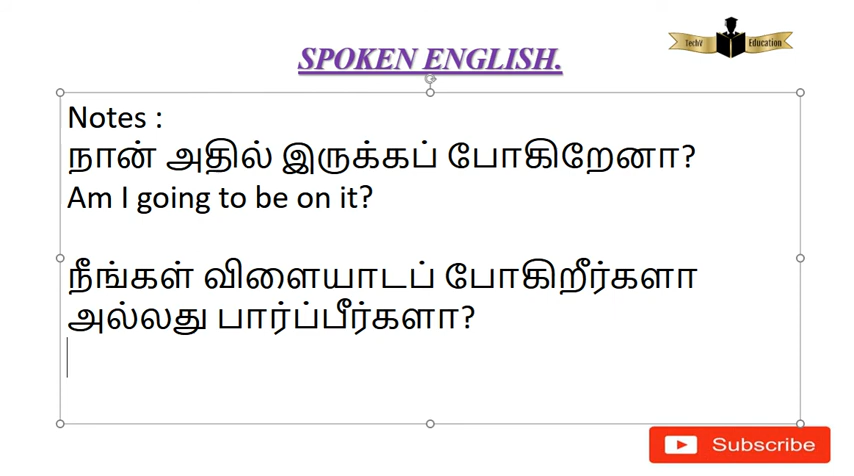 SPOKEN ENGLISH.
TechV Education
Notes :
நான் அதில் இருக்கப் போகிறேனா?
Am I going to be on it?
நீங்கள் விளையாடப் போகிறீர்களா
அல்லது பார்ப்பீர்களா?
Subscribe